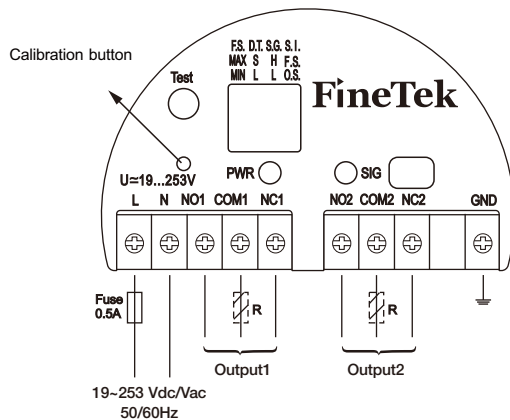 Calibration button
F.S. D.T. S.G. S.I.
MAX S H F.S.
MIN L L O.S.
Test
FineTek
PWR
SIG
U≃19...253V
L N NO1 COM1 NC1
NO2 COM2 NC2 GND
Fuse
0.5A
R
R
Output1
Output2
19~253 Vdc/Vac
50/60Hz